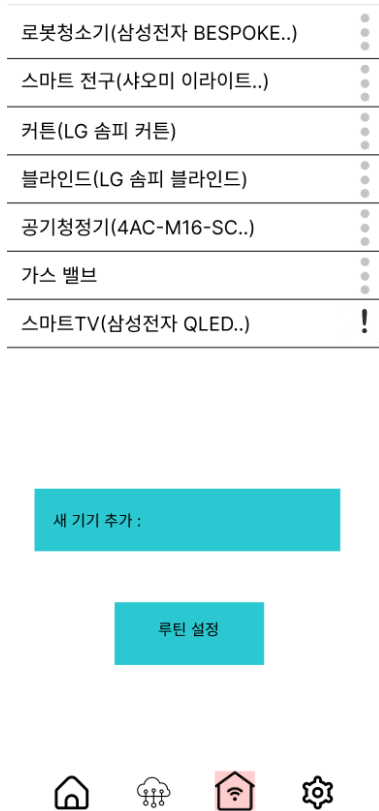 로봇청소기(삼성전자 BESPOKE..)
스마트 전구(샤오미 이라이트..)
커튼(LG 솜피 커튼)
블라인드(LG 솜피 블라인드)
공기청정기(4AC-M16-SC..)
가스 밸브
스마트TV(삼성전자 QLED..)
새 기기 추가 :
루틴 설정